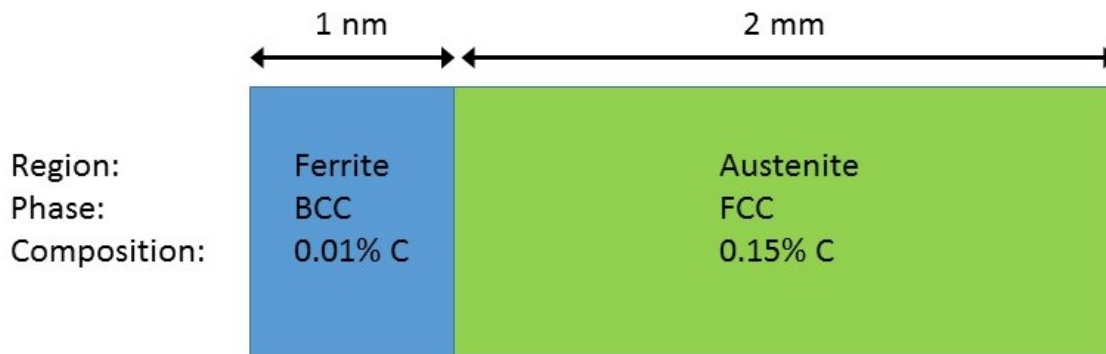 1 nm 2 mm
Region: Ferrite Austenite
Phase: BCC FCC
Composition: 0.01% C 0.15% C